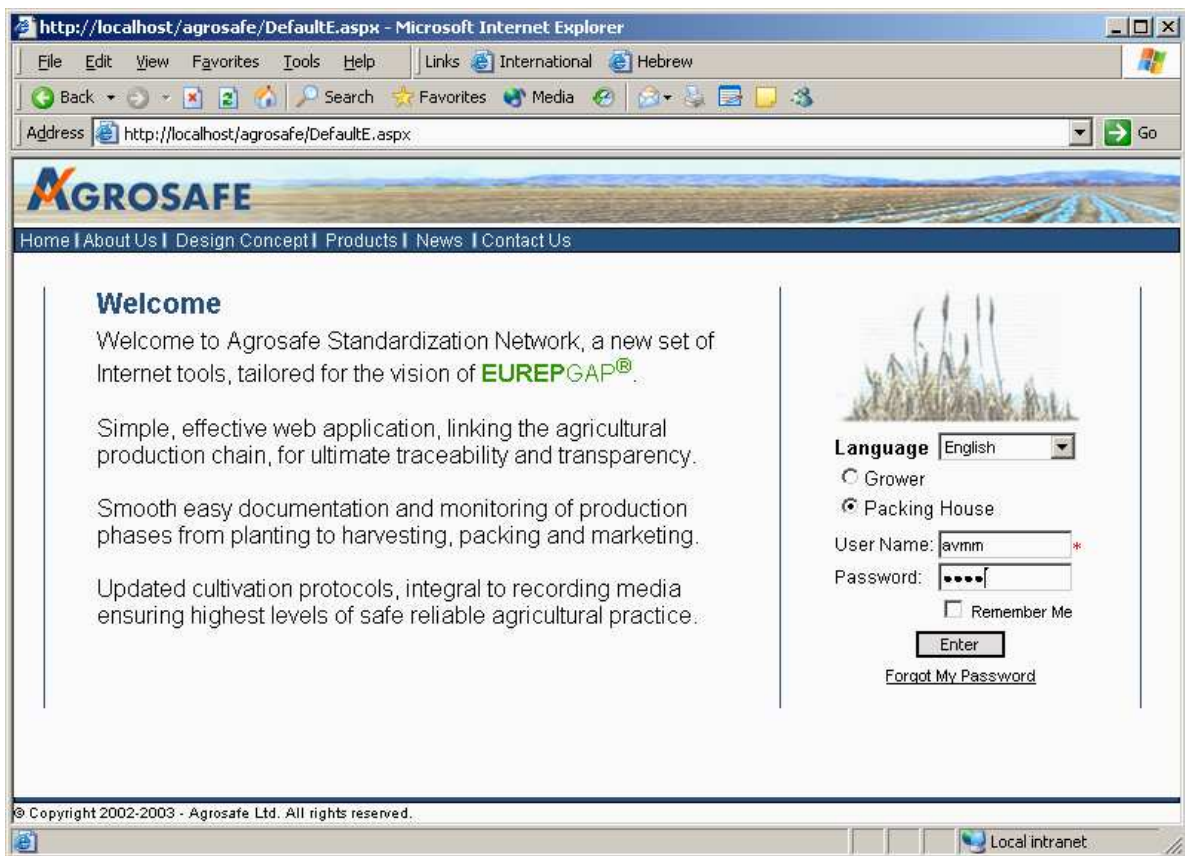 http://localhost/agrosafe/DefaultE.aspx - Microsoft Internet Explorer
File Edit View Favorites Tools Help Links International Hebrew
Back Search Favorites Media
Address http://localhost/agrosafe/DefaultE.aspx Go
AGROSAFE
Home | About Us | Design Concept | Products | News | Contact Us
Welcome
Welcome to Agrosafe Standardization Network, a new set of
Internet tools, tailored for the vision of EUREPGAP®.
Simple, effective web application, linking the agricultural
production chain, for ultimate traceability and transparency.
Smooth easy documentation and monitoring of production
phases from planting to harvesting, packing and marketing.
Updated cultivation protocols, integral to recording media
ensuring highest levels of safe reliable agricultural practice.
Language English
Grower
Packing House
User Name: avmm *
Password: ••••
Remember Me
Enter
Forgot My Password
© Copyright 2002-2003 - Agrosafe Ltd. All rights reserved.
Local intranet